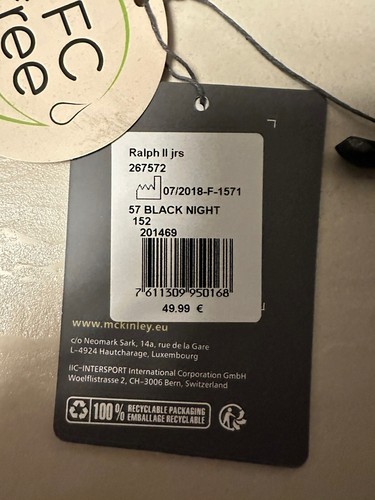 FC
free
Ralph II jrs
267572
07/2018-F-1571
57 BLACK NIGHT
152
201469
7 611309 950168
49.99 €
www.mckinley.eu
c/o Neomark Sark, 14a, rue de la Gare
L-4924 Hautcharage, Luxembourg
IIC-INTERSPORT International Corporation GmbH
Woelflistrasse 2, CH-3006 Bern, Switzerland
100% RECYCLABLE PACKAGING
EMBALLAGE RECYCLABLE